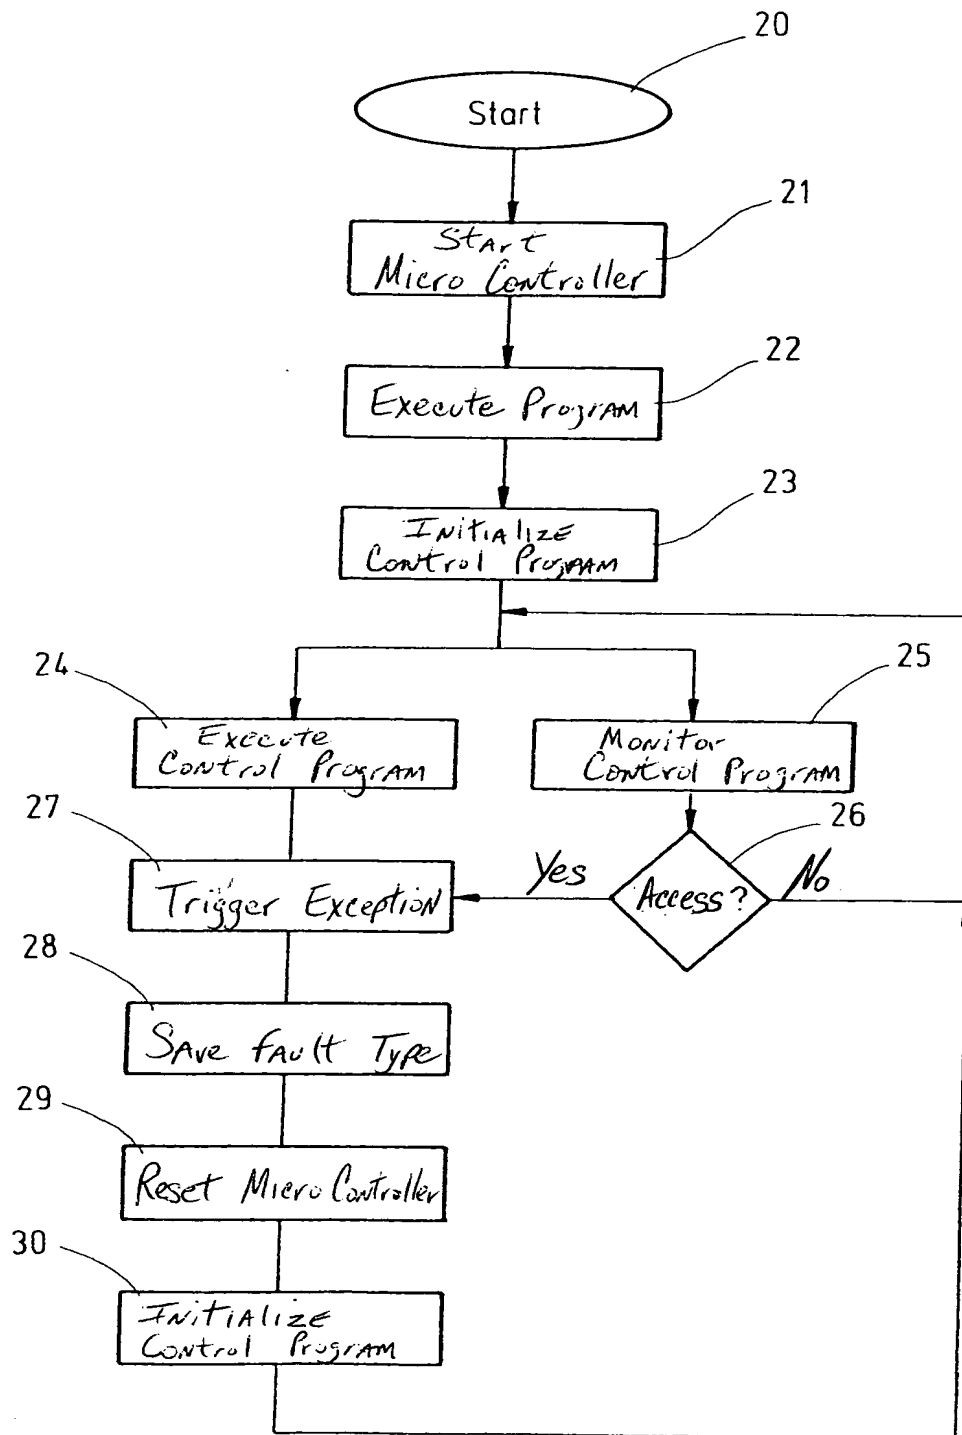 20
Start
21
Start
Micro Controller
22
Execute Program
23
Initialize
Control Program
24
Execute
Control Program
25
Monitor
Control Program
26
Access?
Yes
No
27
Trigger Exception
28
Save Fault Type
29
Reset Micro Controller
30
Initialize
Control Program